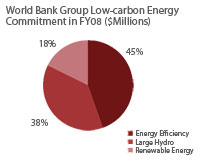 World Bank Group Low-carbon Energy
Commitment in FY08 ($Millions)
18%
45%
38%
Energy Efficiency
Large Hydro
Renewable Energy